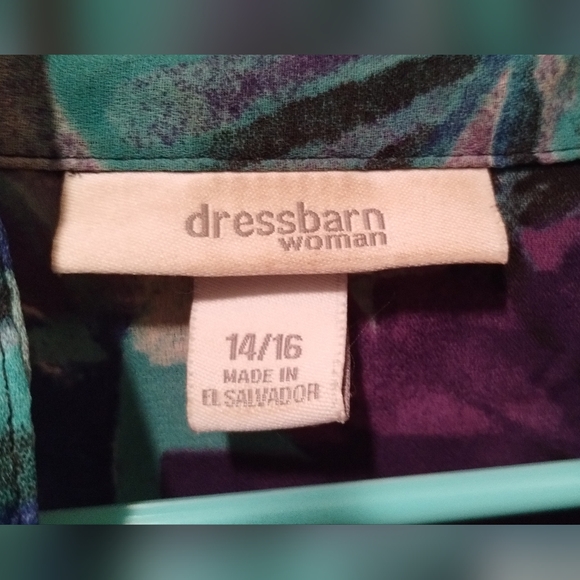 dressbarn
woman
14/16
MADE IN
EL SALVADOR